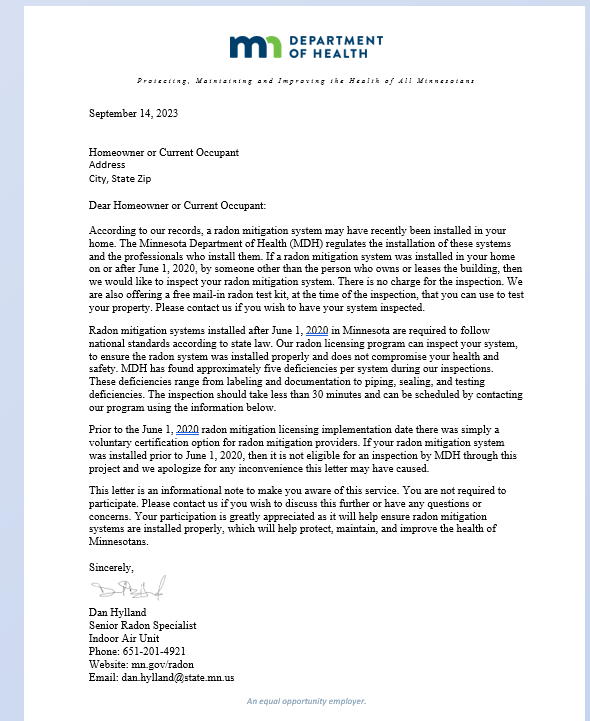 mn DEPARTMENT
OF HEALTH
Protecting, Maintaining and Improving the Health of All Minnesotans
September 14, 2023
Homeowner or Current Occupant
Address
City, State Zip
Dear Homeowner or Current Occupant:
According to our records, a radon mitigation system may have recently been installed in your
home. The Minnesota Department of Health (MDH) regulates the installation of these systems
and the professionals who install them. If a radon mitigation system was installed in your home
on or after June 1, 2020, by someone other than the person who owns or leases the building, then
we would like to inspect your radon mitigation system. There is no charge for the inspection. We
are also offering a free mail-in radon test kit, at the time of the inspection, that you can use to test
your property. Please contact us if you wish to have your system inspected.
Radon mitigation systems installed after June 1, 2020 in Minnesota are required to follow
national standards according to state law. Our radon licensing program can inspect your system,
to ensure the radon system was installed properly and does not compromise your health and
safety. MDH has found approximately five deficiencies per system during our inspections.
These deficiencies range from labeling and documentation to piping, sealing, and testing
deficiencies. The inspection should take less than 30 minutes and can be scheduled by contacting
our program using the information below.
Prior to the June 1, 2020 radon mitigation licensing implementation date there was simply a
voluntary certification option for radon mitigation providers. If your radon mitigation system
was installed prior to June 1, 2020, then it is not eligible for an inspection by MDH through this
project and we apologize for any inconvenience this letter may have caused.
This letter is an informational note to make you aware of this service. You are not required to
participate. Please contact us if you wish to discuss this further or have any questions or
concerns. Your participation is greatly appreciated as it will help ensure radon mitigation
systems are installed properly, which will help protect, maintain, and improve the health of
Minnesotans.
Sincerely,
Dan Hylland
Senior Radon Specialist
Indoor Air Unit
Phone: 651-201-4921
Website: mn.gov/radon
Email: dan.hylland@state.mn.us
An equal opportunity employer.